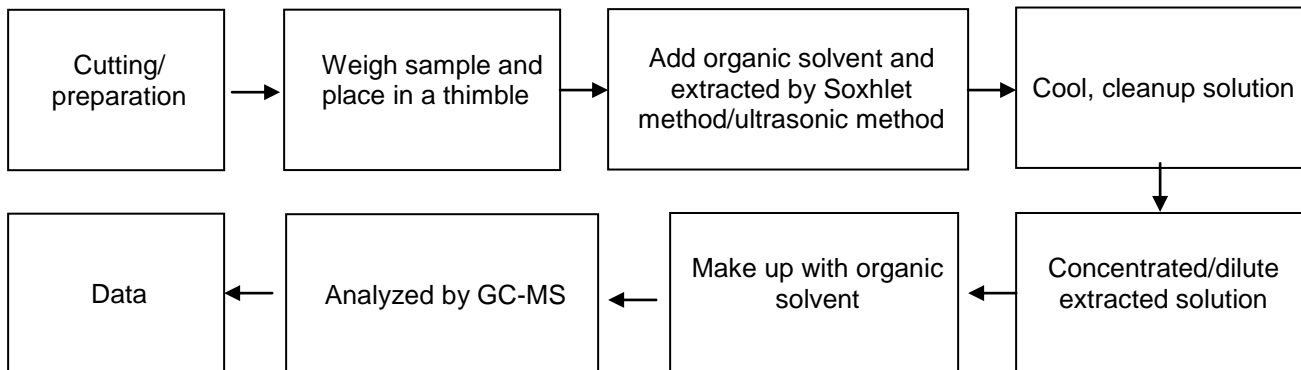 Cutting/
preparation
Weigh sample and
place in a thimble
Add organic solvent and
extracted by Soxhlet
method/ultrasonic method
Cool, cleanup solution
Concentrated/dilute
extracted solution
Make up with organic
solvent
Analyzed by GC-MS
Data